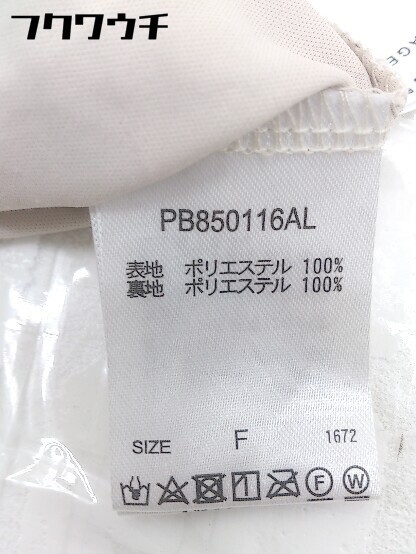 フクワウチ
AGE
PB850116AL
表地 ポリエステル 100%
裏地 ポリエステル 100%
SIZE F 1672
F W